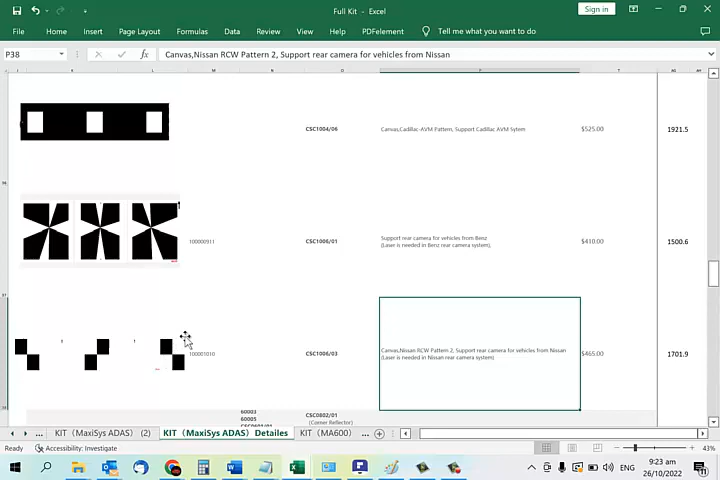 Full Kit - Excel
Sign in
File Home Insert Page Layout Formulas Data Review View Help PDFelement Tell me what you want to do
P38 fx Canvas,Nissan RCW Pattern 2, Support rear camera for vehicles from Nissan
CSC1004/06 Canvas,Cadillac-AVM Pattern, Support Cadillac AVM Sytem $525.00 1921.5
36
100000911 CSC1006/01 Support rear camera for vehicles from Benz
(Laser is needed in Benz rear camera system), $410.00 1500.6
37
100001010 CSC1006/03 Canvas,Nissan RCW Pattern 2, Support rear camera for vehicles from Nissan
(Laser is needed in Nissan rear camera system) $465.00 1701.9
38
60003
60005
CSC0802/01
(Corner Reflector)
... KIT（MaxiSys ADAS） (2) KIT（MaxiSys ADAS）Detailes KIT（MA600） ...
Ready Accessibility: Investigate 43%
ENG
9:23 am
26/10/2022